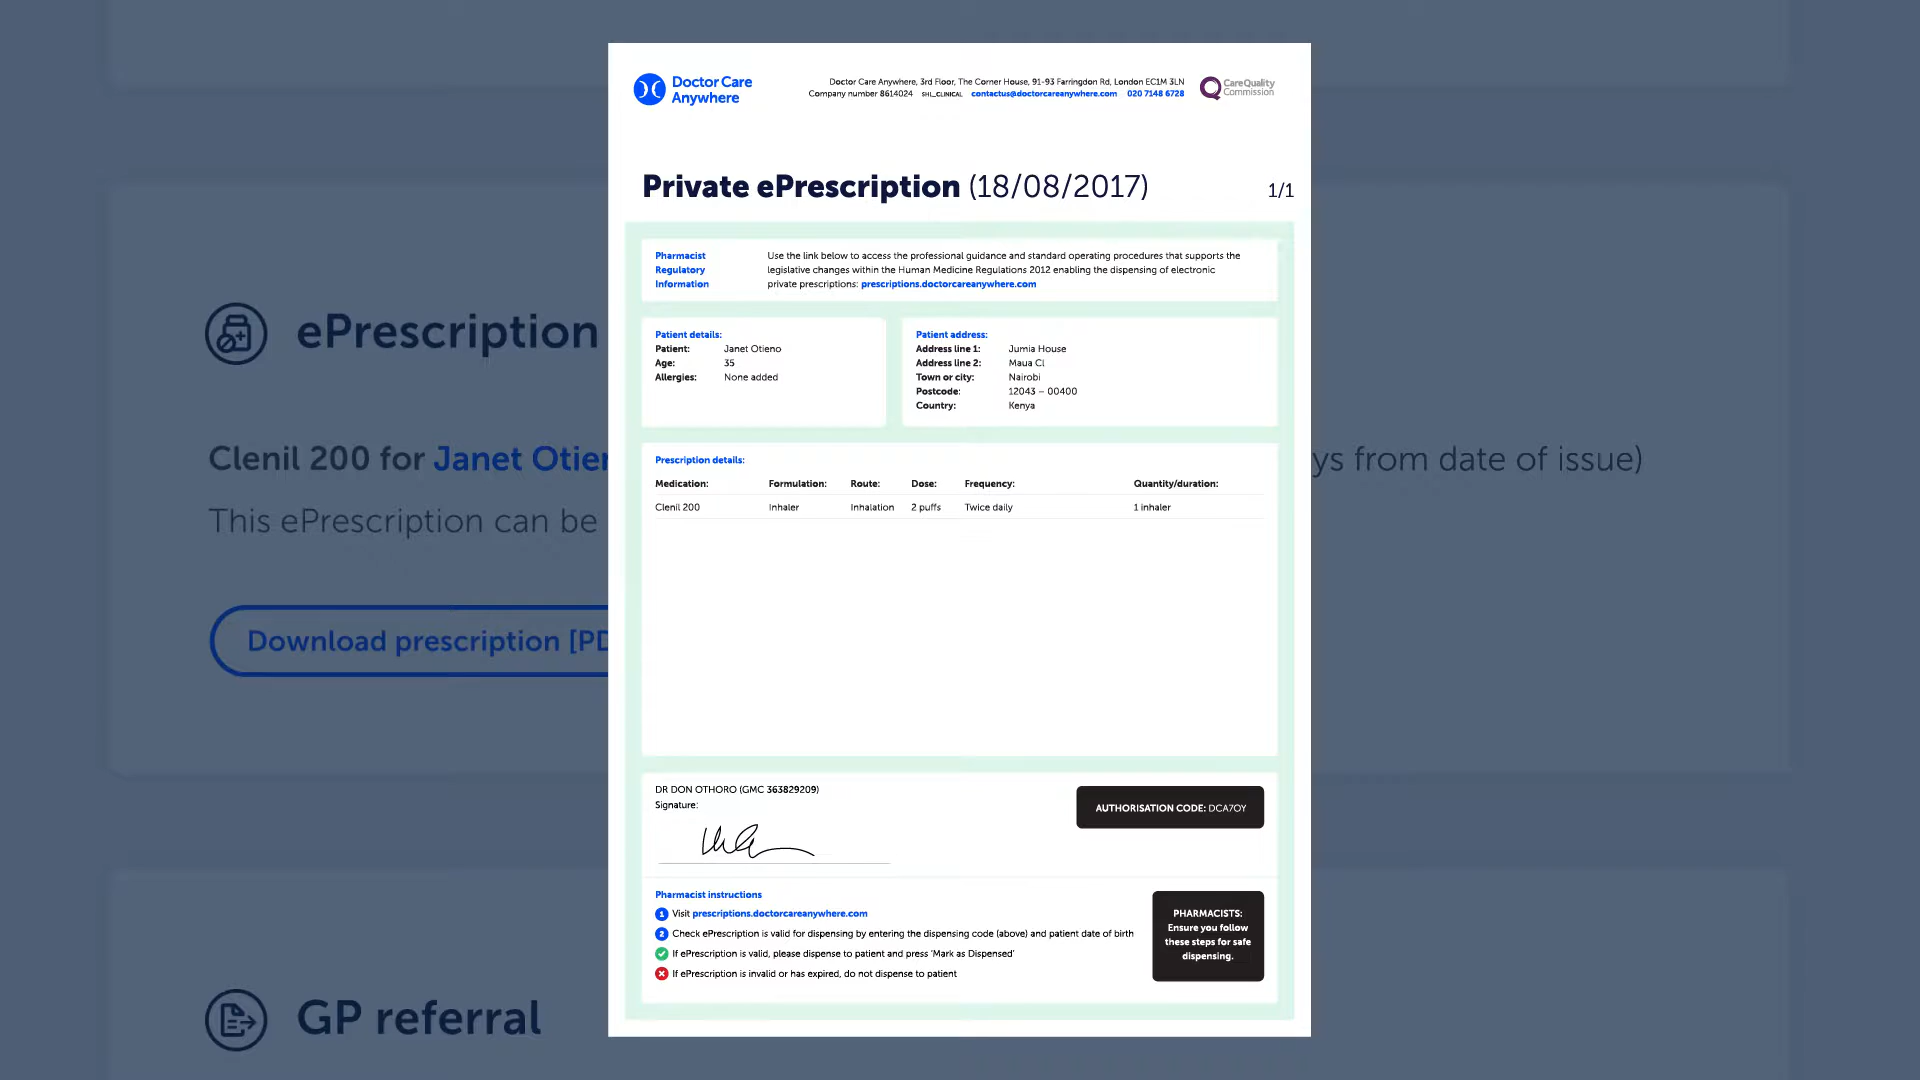 Doctor Care
Anywhere
Doctor Care Anywhere, 3rd Floor, The Corner House, 91-93 Farringdon Rd, London EC1M 3LN
Company number 8614024 SH1_CLINICAL contactus@doctorcareanywhere.com 020 7148 6728
CareQuality
Commission
Private ePrescription (18/08/2017)
1/1
Pharmacist
Regulatory
Information
Use the link below to access the professional guidance and standard operating procedures that supports the
legislative changes within the Human Medicine Regulations 2012 enabling the dispensing of electronic
private prescriptions: prescriptions.doctorcareanywhere.com
Patient details:
Patient: Janet Otieno
Age: 35
Allergies: None added
Patient address:
Address line 1: Jumia House
Address line 2: Maua Cl
Town or city: Nairobi
Postcode: 12043 – 00400
Country: Kenya
Prescription details:
Medication: Formulation: Route: Dose: Frequency: Quantity/duration:
Clenil 200 Inhaler Inhalation 2 puffs Twice daily 1 inhaler
DR DON OTHORO (GMC 363829209)
Signature:
AUTHORISATION CODE: DCA7OY
Pharmacist instructions
1 Visit prescriptions.doctorcareanywhere.com
2 Check ePrescription is valid for dispensing by entering the dispensing code (above) and patient date of birth
If ePrescription is valid, please dispense to patient and press 'Mark as Dispensed'
If ePrescription is invalid or has expired, do not dispense to patient
PHARMACISTS:
Ensure you follow
these steps for safe
dispensing.
ePrescription
Clenil 200 for Janet Otien
ys from date of issue)
This ePrescription can be
Download prescription [PD
GP referral